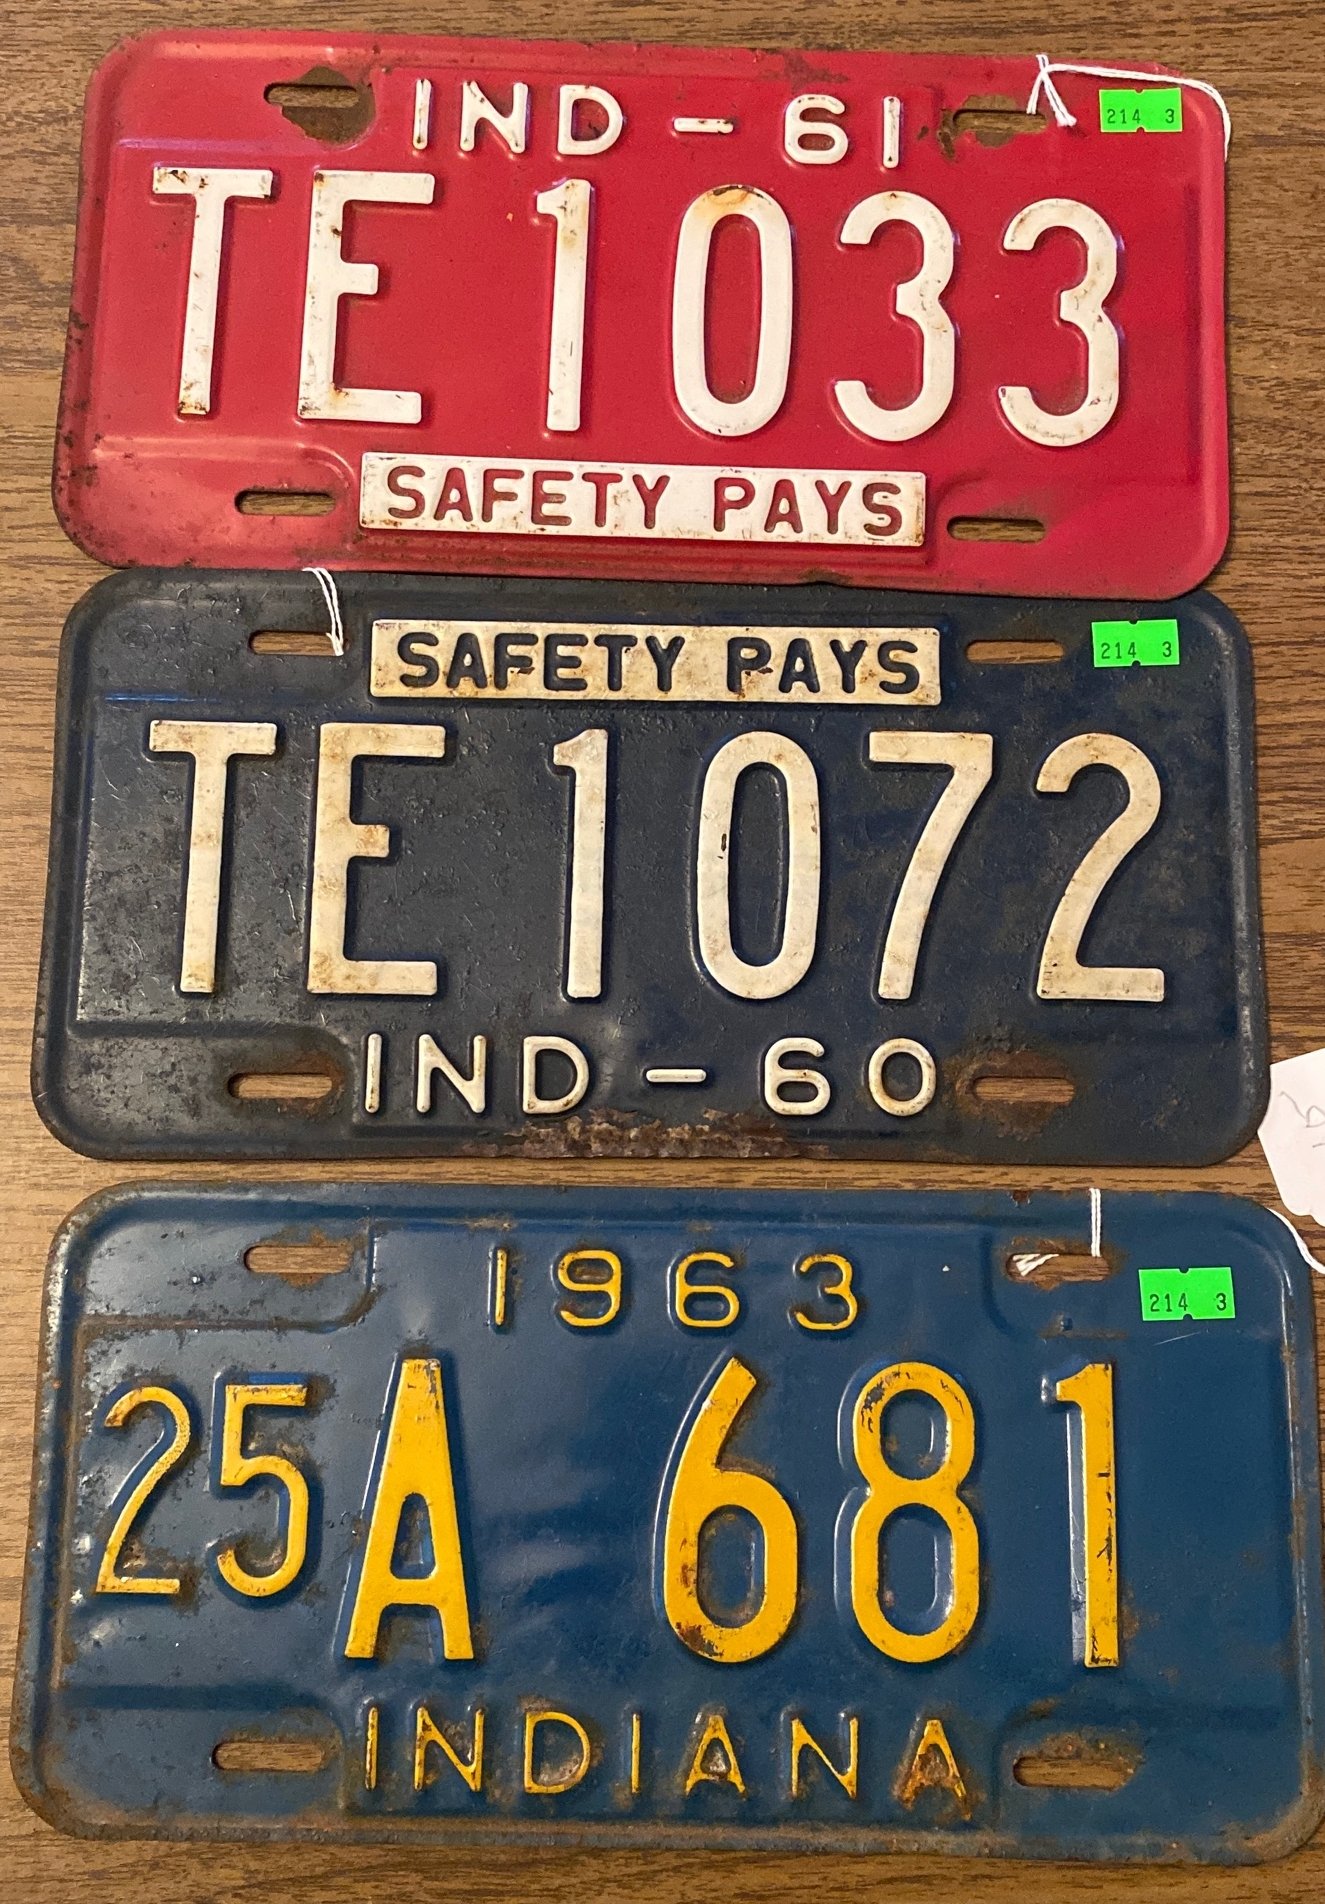 IND - 61
214 3
TE 1033
SAFETY PAYS
SAFETY PAYS
214 3
TE 1072
IND - 60
1963
214 3
25A 681
INDIANA